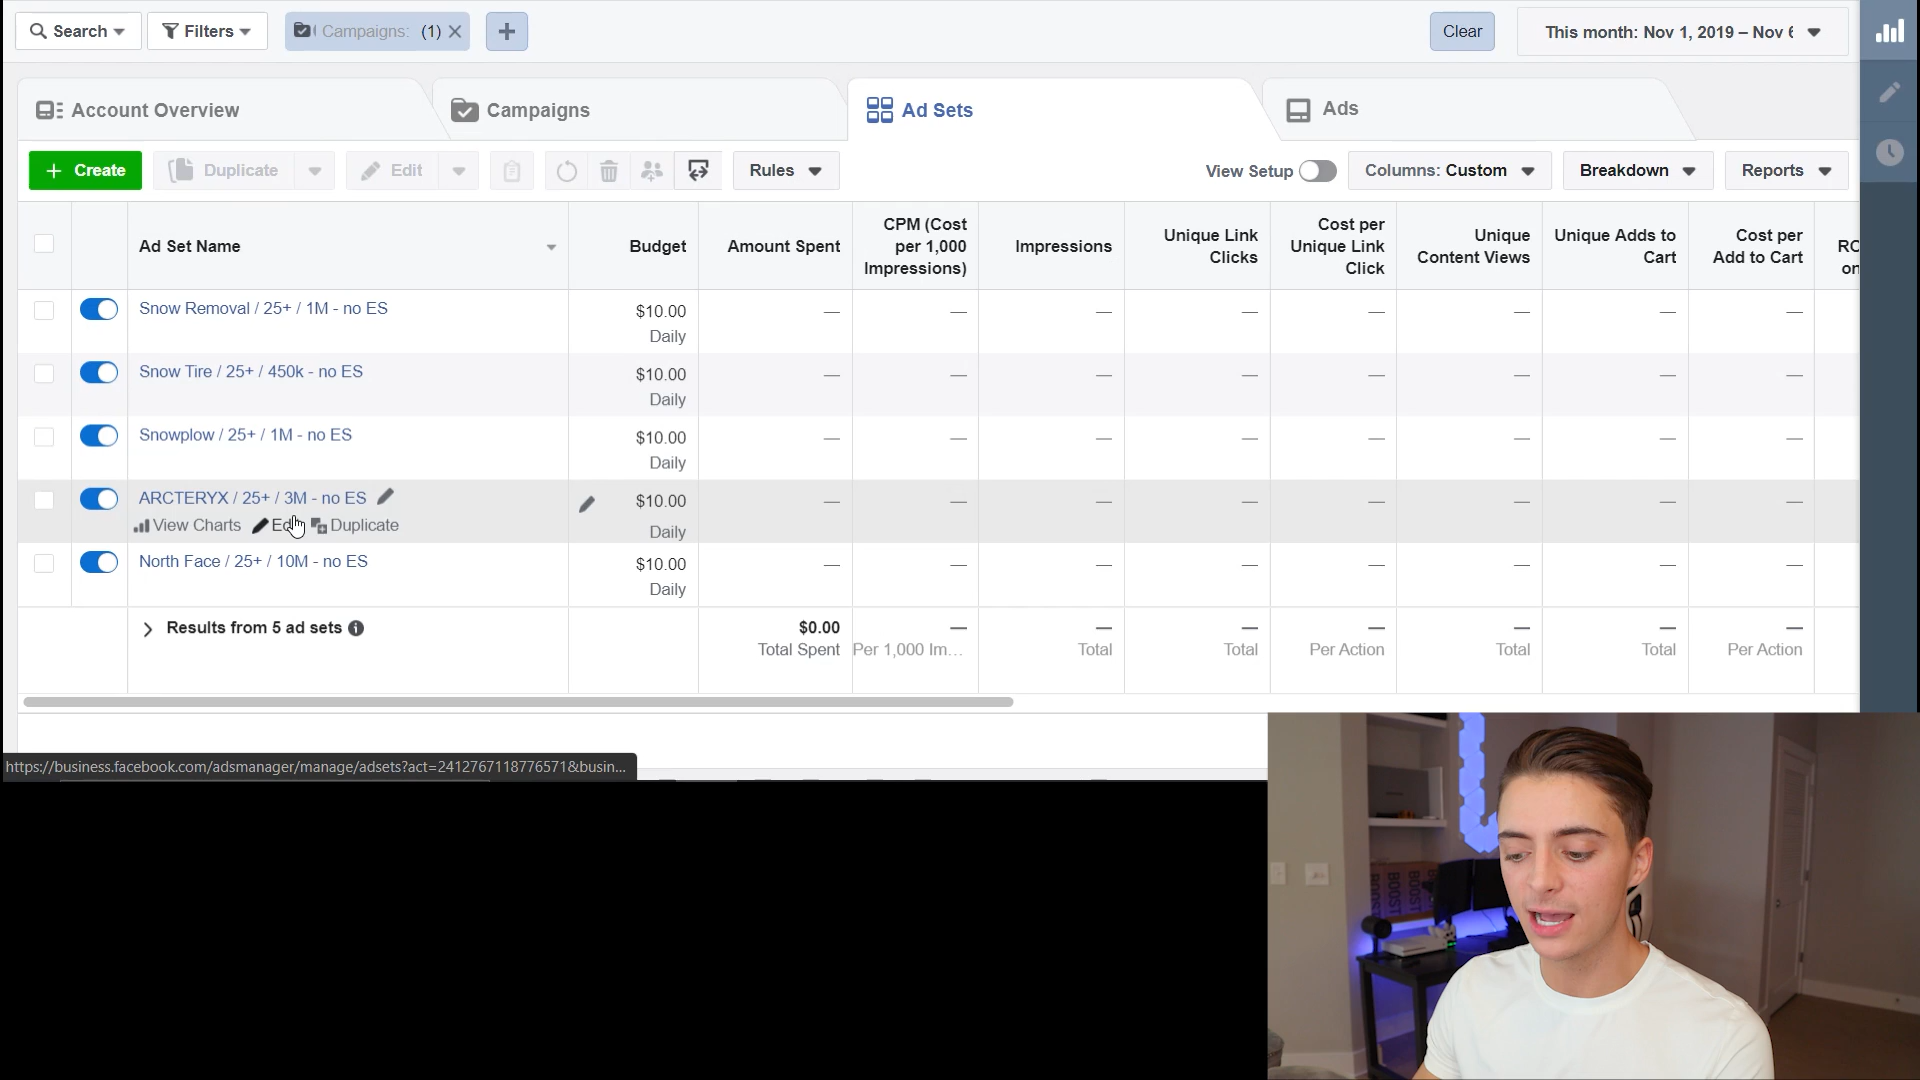 Search
Filters
Campaigns: (1)
Clear
This month: Nov 1, 2019 – Nov 6
Account Overview
Campaigns
Ad Sets
Ads
+ Create
Duplicate
Edit
Rules
View Setup
Columns: Custom
Breakdown
Reports
Ad Set Name
Budget
Amount Spent
CPM (Cost
per 1,000
Impressions)
Impressions
Unique Link
Clicks
Cost per
Unique Link
Click
Unique
Content Views
Unique Adds to
Cart
Cost per
Add to Cart
RO
on
Snow Removal / 25+ / 1M - no ES
$10.00
Daily
— — — — — — — —
Snow Tire / 25+ / 450k - no ES
$10.00
Daily
— — — — — — — —
Snowplow / 25+ / 1M - no ES
$10.00
Daily
— — — — — — — —
ARCTERYX / 25+ / 3M - no ES
View Charts
Duplicate
$10.00
Daily
— — — — — — — —
North Face / 25+ / 10M - no ES
$10.00
Daily
— — — — — — — —
Results from 5 ad sets
$0.00
Total Spent
—
Per 1,000 Im...
—
Total
—
Total
—
Per Action
—
Total
—
Total
—
Per Action
https://business.facebook.com/adsmanager/manage/adsets?act=2412767118776571&busin...
BOOST
BOOST